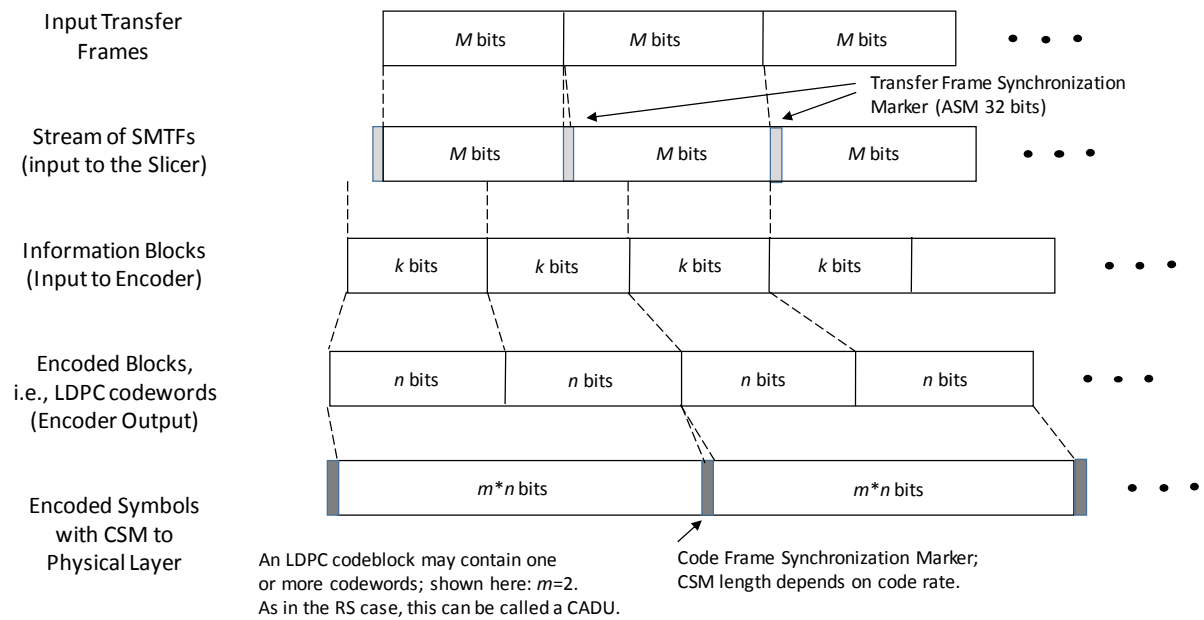 Input Transfer
Frames
M bits
M bits
M bits
Transfer Frame Synchronization
Marker (ASM 32 bits)
Stream of SMTFs
(input to the Slicer)
M bits
M bits
M bits
Information Blocks
(Input to Encoder)
k bits
k bits
k bits
k bits
Encoded Blocks,
i.e., LDPC codewords
(Encoder Output)
n bits
n bits
n bits
n bits
Encoded Symbols
with CSM to
Physical Layer
m*n bits
m*n bits
An LDPC codeblock may contain one
or more codewords; shown here: m=2.
As in the RS case, this can be called a CADU.
Code Frame Synchronization Marker;
CSM length depends on code rate.